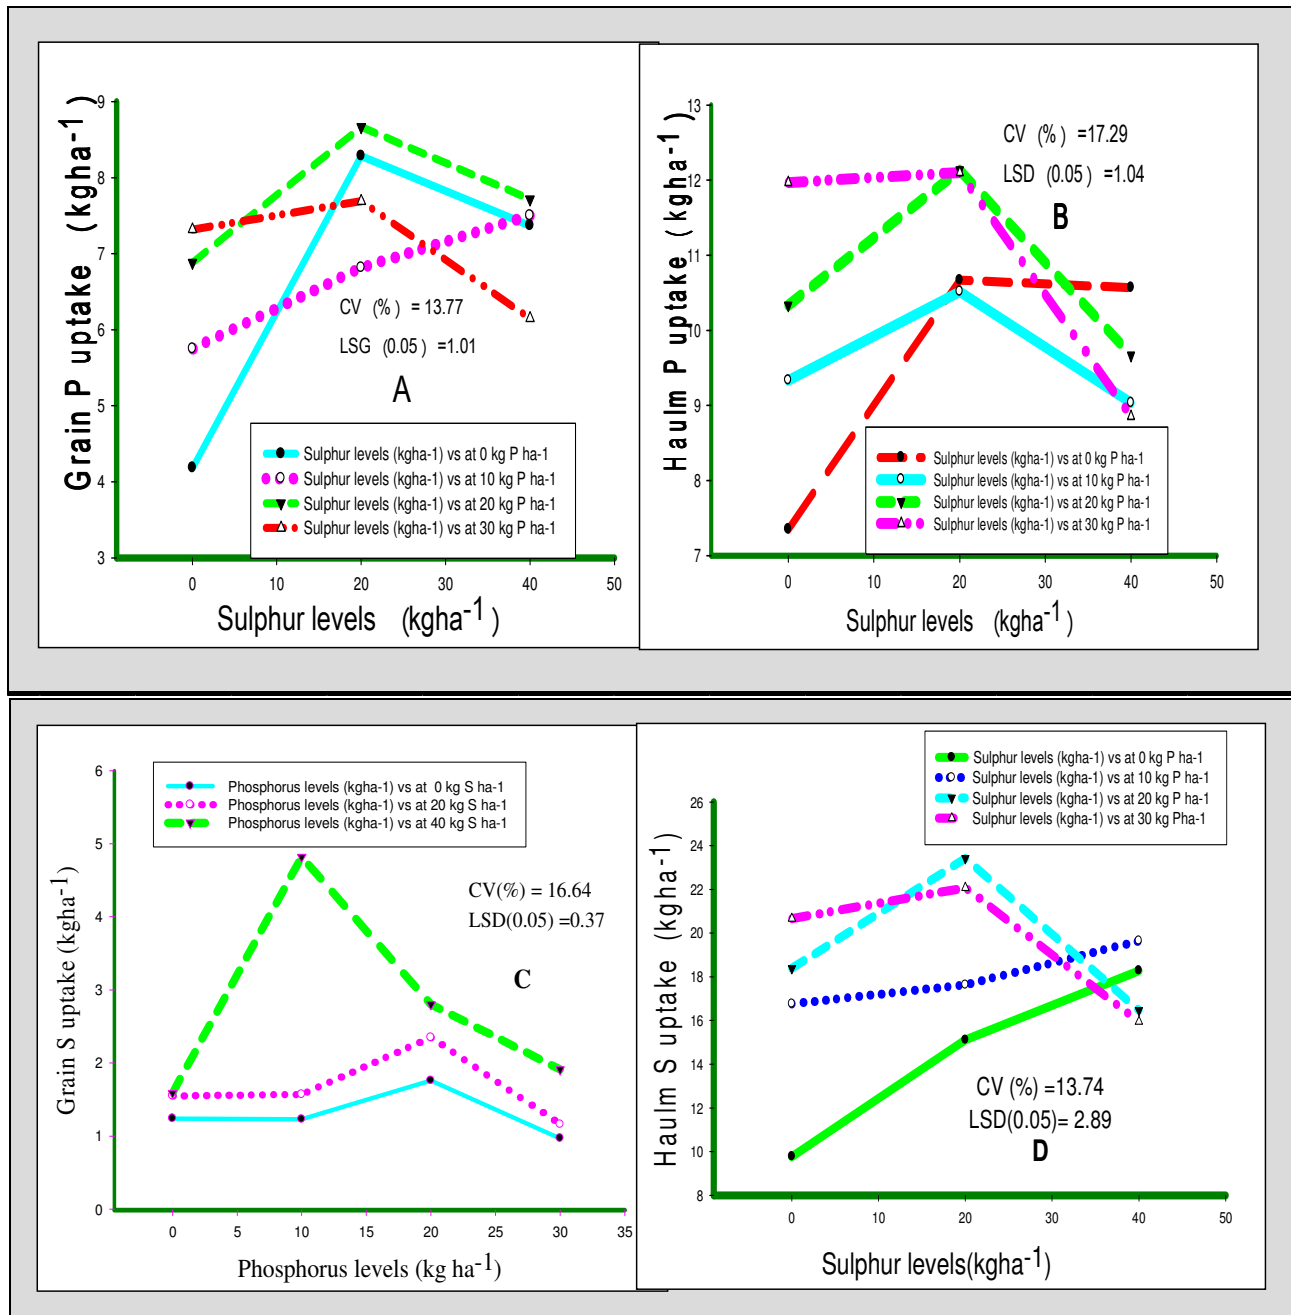 Grain P uptake (kgha-1)
9
8
7
6
5
4
3
CV (%) = 13.77
LSG (0.05) =1.01
A
Sulphur levels (kgha-1) vs at 0 kg P ha-1
Sulphur levels (kgha-1) vs at 10 kg P ha-1
Sulphur levels (kgha-1) vs at 20 kg P ha-1
Sulphur levels (kgha-1) vs at 30 kg P ha-1
0 10 20 30 40 50
Sulphur levels (kgha-1)
Haulm P uptake (kgha-1)
13
12
11
10
9
8
7
CV (%) =17.29
LSD (0.05) =1.04
B
Sulphur levels (kgha-1) vs at 0 kg P ha-1
Sulphur levels (kgha-1) vs at 10 kg P ha-1
Sulphur levels (kgha-1) vs at 20 kg P ha-1
Sulphur levels (kgha-1) vs at 30 kg P ha-1
0 10 20 30 40 50
Sulphur levels (kgha-1)
Grain S uptake (kgha-1)
6
5
4
3
2
1
0
Phosphorus levels (kgha-1) vs at 0 kg S ha-1
Phosphorus levels (kgha-1) vs at 20 kg S ha-1
Phosphorus levels (kgha-1) vs at 40 kg S ha-1
CV(%) = 16.64
LSD(0.05) =0.37
C
0 5 10 15 20 25 30 35
Phosphorus levels (kg ha-1)
Haulm S uptake (kgha-1)
26
24
22
20
18
16
14
12
10
8
Sulphur levels (kgha-1) vs at 0 kg P ha-1
Sulphur levels (kgha-1) vs at 10 kg P ha-1
Sulphur levels (kgha-1) vs at 20 kg P ha-1
Sulphur levels (kgha-1) vs at 30 kg Pha-1
CV (%) =13.74
LSD(0.05)= 2.89
D
0 10 20 30 40 50
Sulphur levels(kgha-1)